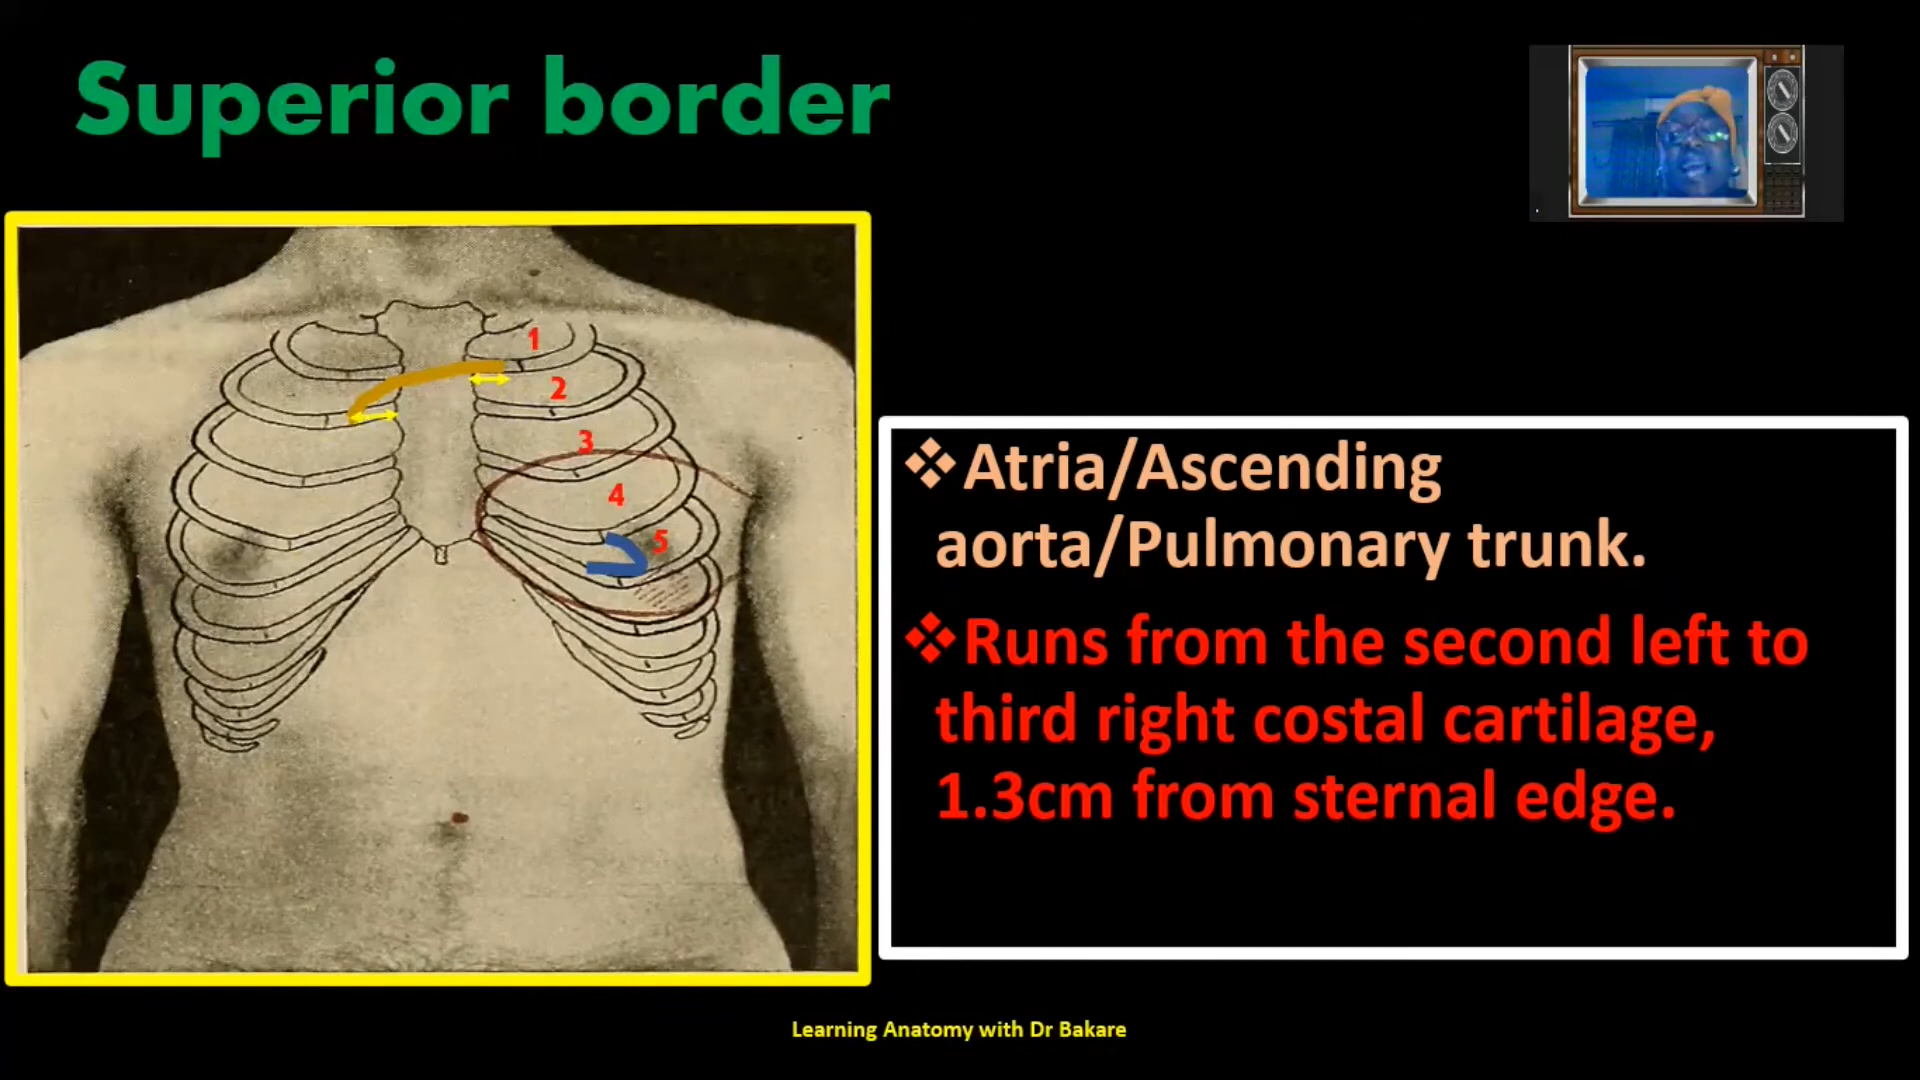 Superior border
1
2
3
4
5
❖Atria/Ascending
aorta/Pulmonary trunk.
❖Runs from the second left to
third right costal cartilage,
1.3cm from sternal edge.
Learning Anatomy with Dr Bakare